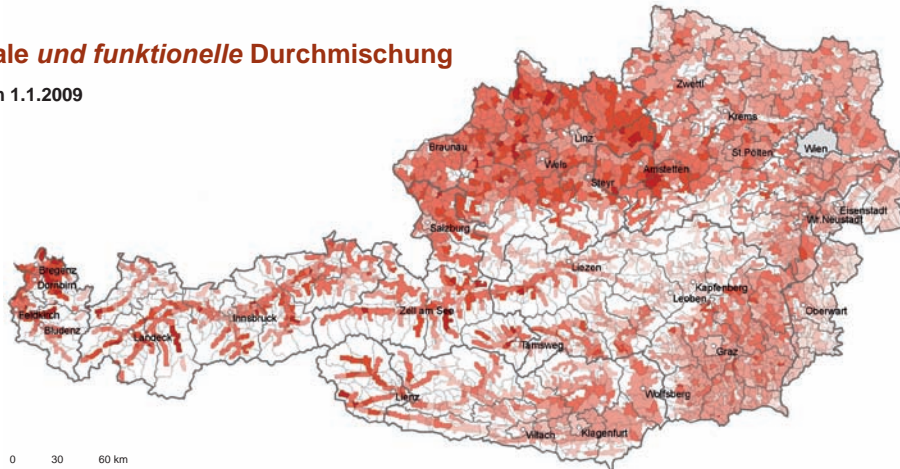 ale und funktionelle Durchmischung
n 1.1.2009
Zwettl
Krems
Linz
Braunau
Wels
St.Pölten
Wien
Steyr
Amstetten
Eisenstadt
Wr.Neustadt
Salzburg
Bregenz
Dornbirn
Liezen
Kapfenberg
Leoben
Oberwart
Feldkirch
Bludenz
Innsbruck
Zell am See
Landeck
Tamsweg
Graz
Lienz
Wolfsberg
Villach
Klagenfurt
0 30 60 km